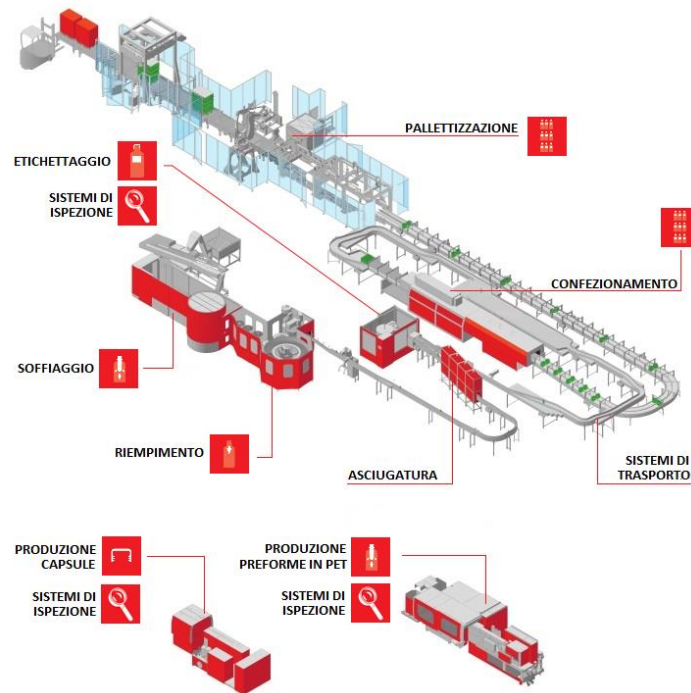 PALLETTIZZAZIONE
ETICHETTAGGIO
SISTEMI DI
ISPEZIONE
CONFEZIONAMENTO
SOFFIAGGIO
RIEMPIMENTO
ASCIUGATURA
SISTEMI DI
TRASPORTO
PRODUZIONE
CAPSULE
SISTEMI DI
ISPEZIONE
PRODUZIONE
PREFORME IN PET
SISTEMI DI
ISPEZIONE